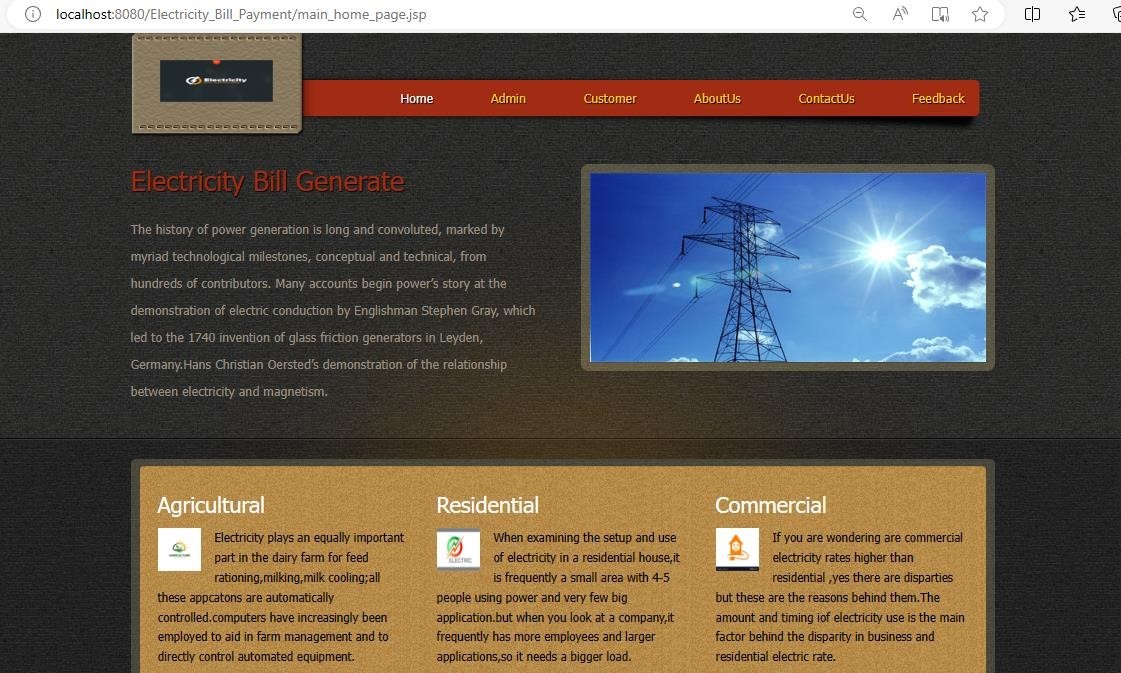 localhost:8080/Electricity_Bill_Payment/main_home_page.jsp
Electricity
Home Admin Customer AboutUs ContactUs Feedback
Electricity Bill Generate
The history of power generation is long and convoluted, marked by
myriad technological milestones, conceptual and technical, from
hundreds of contributors. Many accounts begin power’s story at the
demonstration of electric conduction by Englishman Stephen Gray, which
led to the 1740 invention of glass friction generators in Leyden,
Germany.Hans Christian Oersted’s demonstration of the relationship
between electricity and magnetism.
Agricultural
Electricity plays an equally important
part in the dairy farm for feed
rationing,milking,milk cooling;all
these appcatons are automatically
controlled.computers have increasingly been
employed to aid in farm management and to
directly control automated equipment.
Residential
ELECTRIC
When examining the setup and use
of electricity in a residential house,it
is frequently a small area with 4-5
people using power and very few big
application.but when you look at a company,it
frequently has more employees and larger
applications,so it needs a bigger load.
Commercial
If you are wondering are commercial
electricity rates higher than
residential ,yes there are disparties
but these are the reasons behind them.The
amount and timing iof electricity use is the main
factor behind the disparity in business and
residential electric rate.